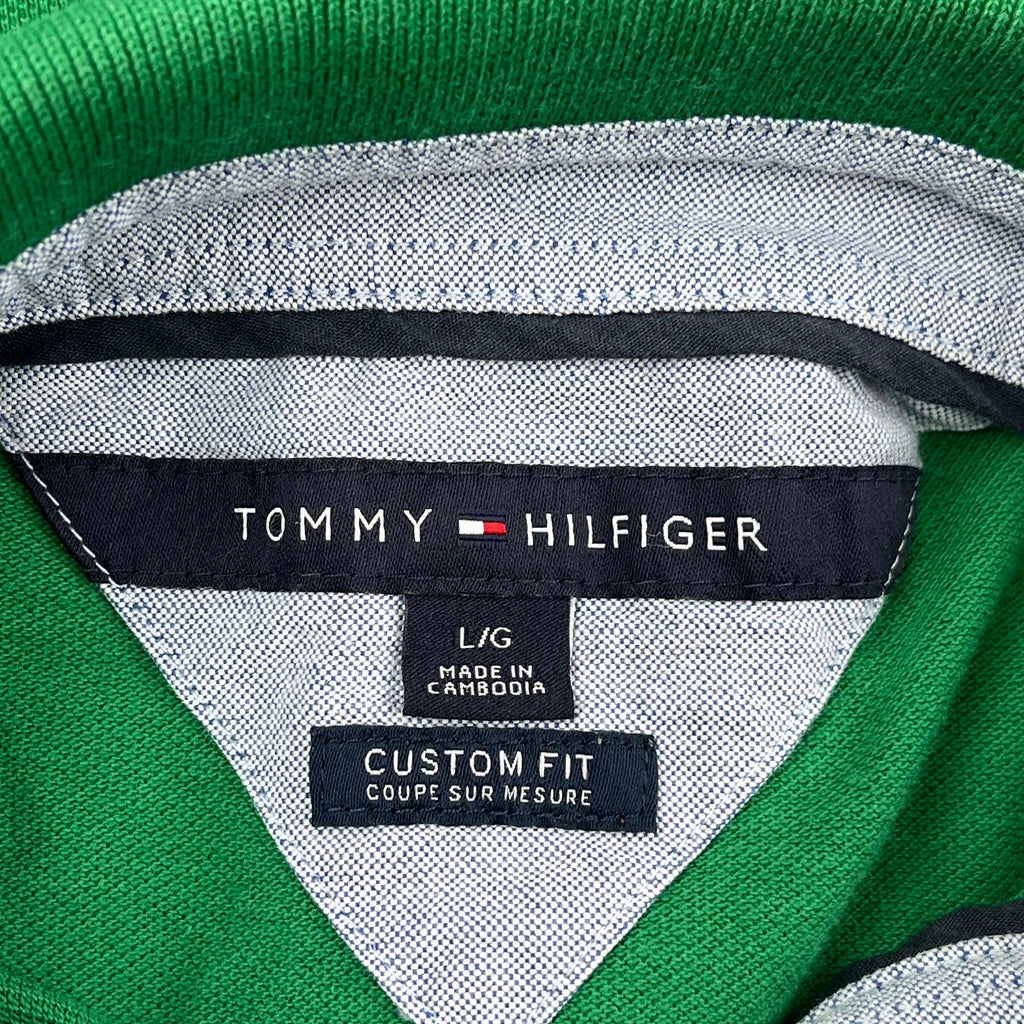 TOMMY HILFIGER
L/G
MADE IN
CAMBODIA
CUSTOM FIT
COUPE SUR MESURE